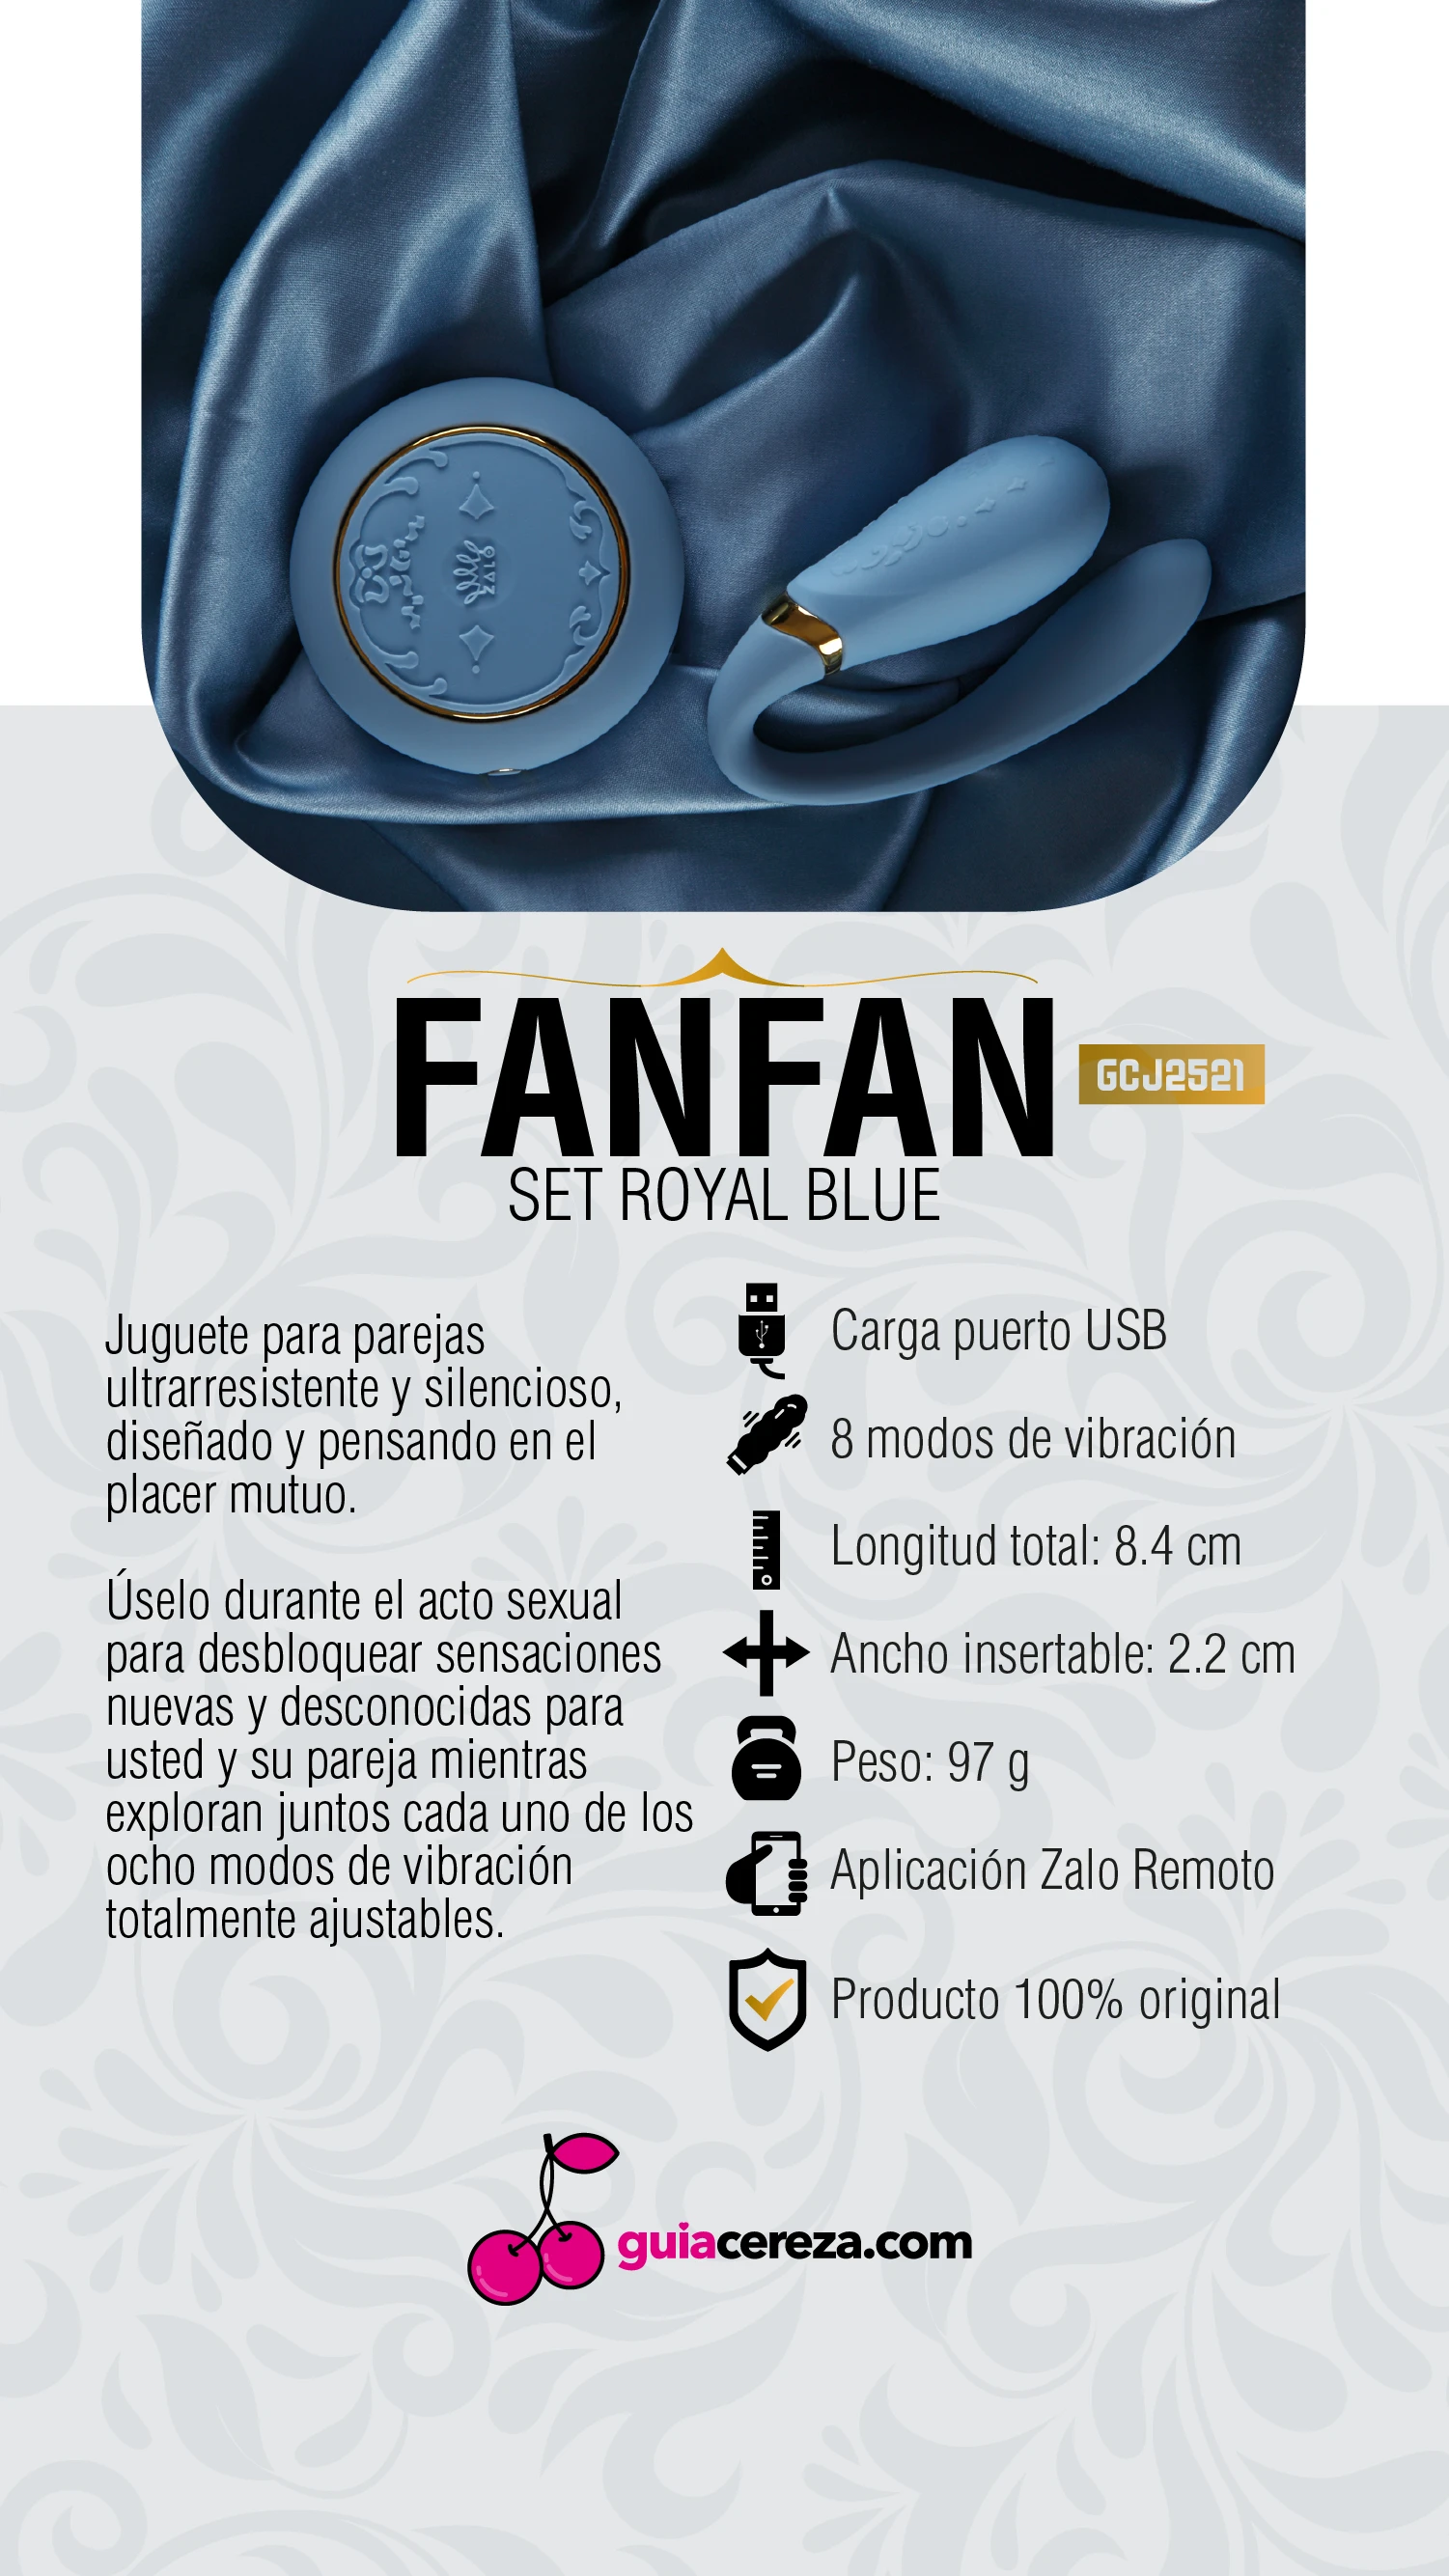 ZALO
FANFAN
GCJ2521
SET ROYAL BLUE
Juguete para parejas
ultrarresistente y silencioso,
diseñado y pensando en el
placer mutuo.
Úselo durante el acto sexual
para desbloquear sensaciones
nuevas y desconocidas para
usted y su pareja mientras
exploran juntos cada uno de los
ocho modos de vibración
totalmente ajustables.
Carga puerto USB
8 modos de vibración
Longitud total: 8.4 cm
Ancho insertable: 2.2 cm
Peso: 97 g
Aplicación Zalo Remoto
Producto 100% original
guiacereza.com